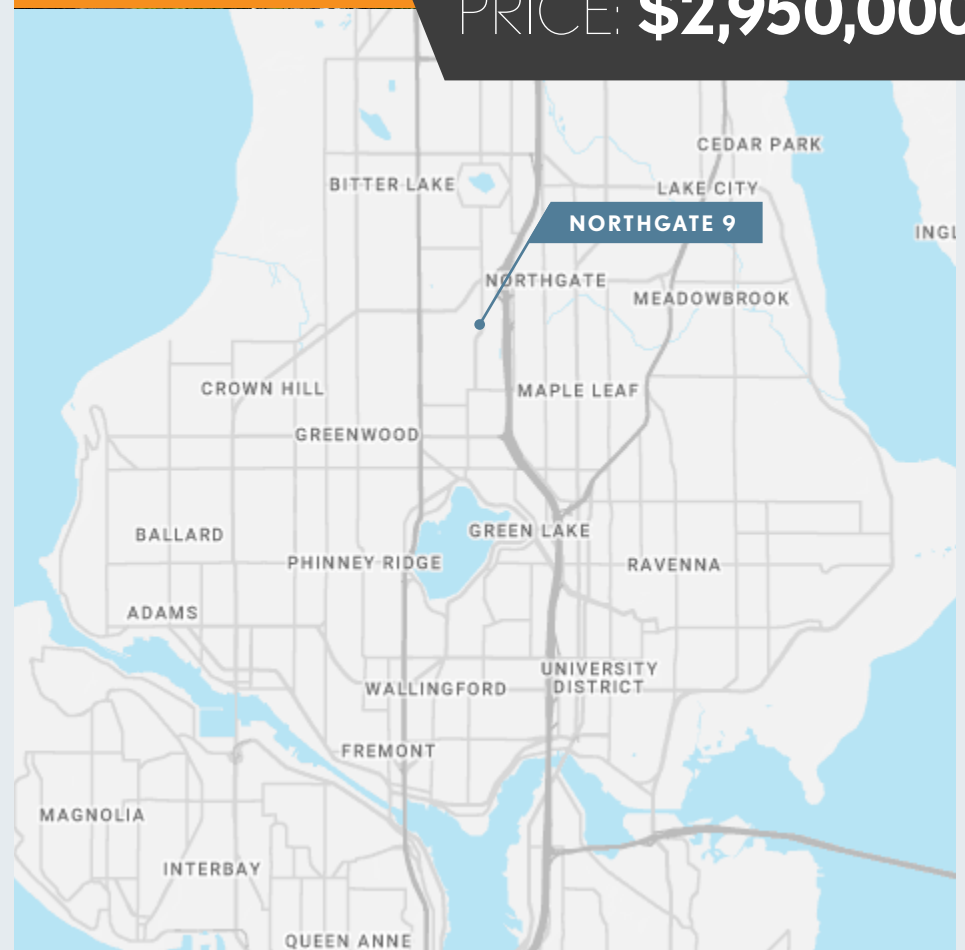 PRICE: $2,950,000
CEDAR PARK
BITTER LAKE
LAKE CITY
NORTHGATE 9
NORTHGATE
MEADOWBROOK
CROWN HILL
MAPLE LEAF
GREENWOOD
BALLARD
GREEN LAKE
PHINNEY RIDGE
RAVENNA
ADAMS
UNIVERSITY
DISTRICT
WALLINGFORD
FREMONT
MAGNOLIA
INTERBAY
QUEEN ANNE